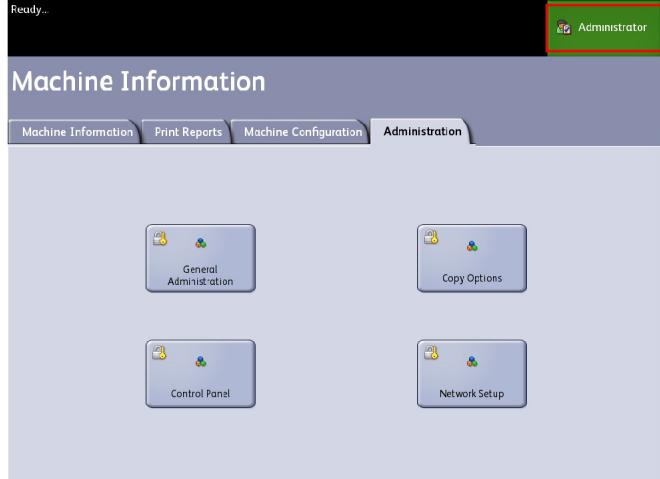 Ready...
Administrator
Machine Information
Machine Information Print Reports Machine Configuration Administration
General
Administration
Copy Options
Control Panel
Network Setup